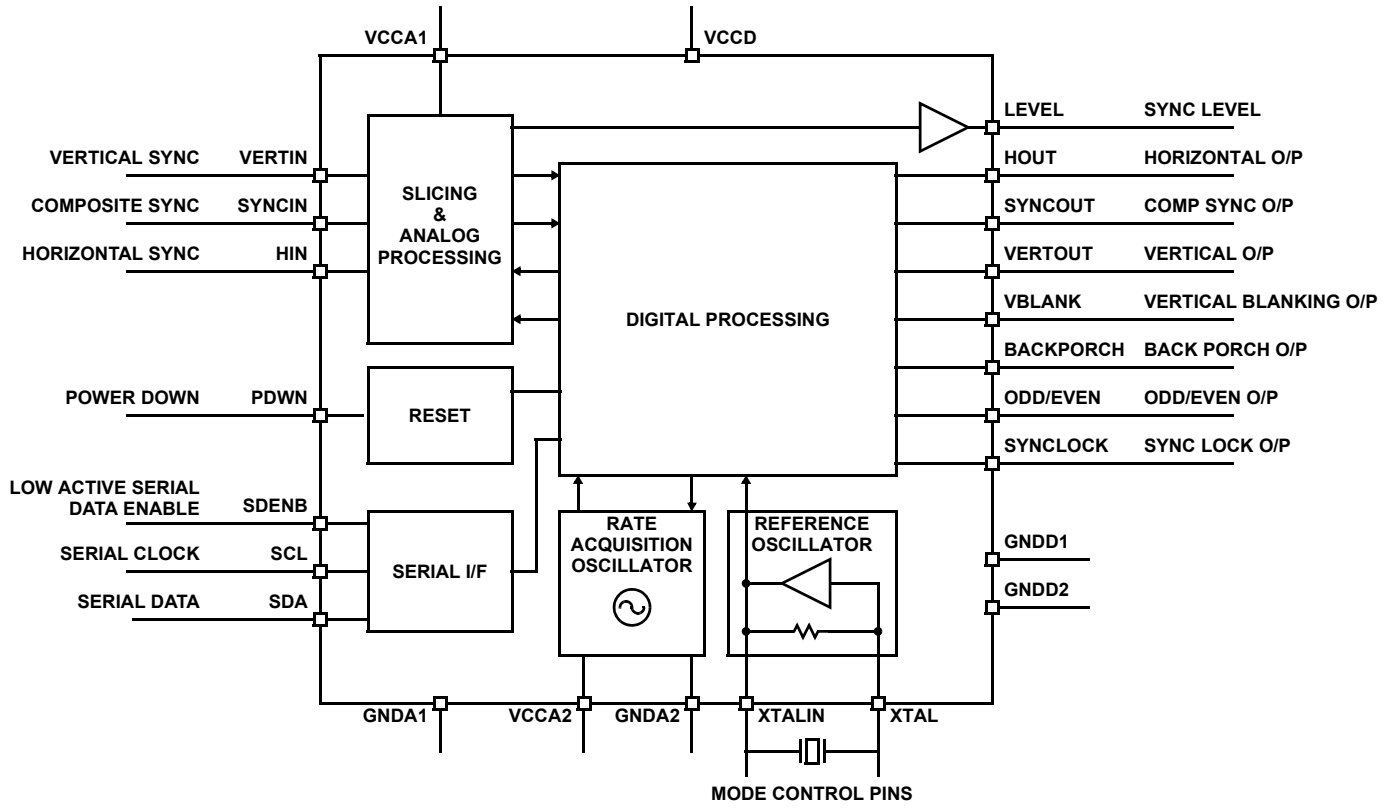 VCCA1
VCCD
VERTICAL SYNC VERTIN
COMPOSITE SYNC SYNCIN
HORIZONTAL SYNC HIN
POWER DOWN PDWN
LOW ACTIVE SERIAL
DATA ENABLE SDENB
SERIAL CLOCK SCL
SERIAL DATA SDA
SLICING
&
ANALOG
PROCESSING
RESET
SERIAL I/F
DIGITAL PROCESSING
RATE
ACQUISITION
OSCILLATOR
REFERENCE
OSCILLATOR
LEVEL SYNC LEVEL
HOUT HORIZONTAL O/P
SYNCOUT COMP SYNC O/P
VERTOUT VERTICAL O/P
VBLANK VERTICAL BLANKING O/P
BACKPORCH BACK PORCH O/P
ODD/EVEN ODD/EVEN O/P
SYNCLOCK SYNC LOCK O/P
GNDD1
GNDD2
GNDA1
VCCA2
GNDA2
XTALIN
XTAL
MODE CONTROL PINS